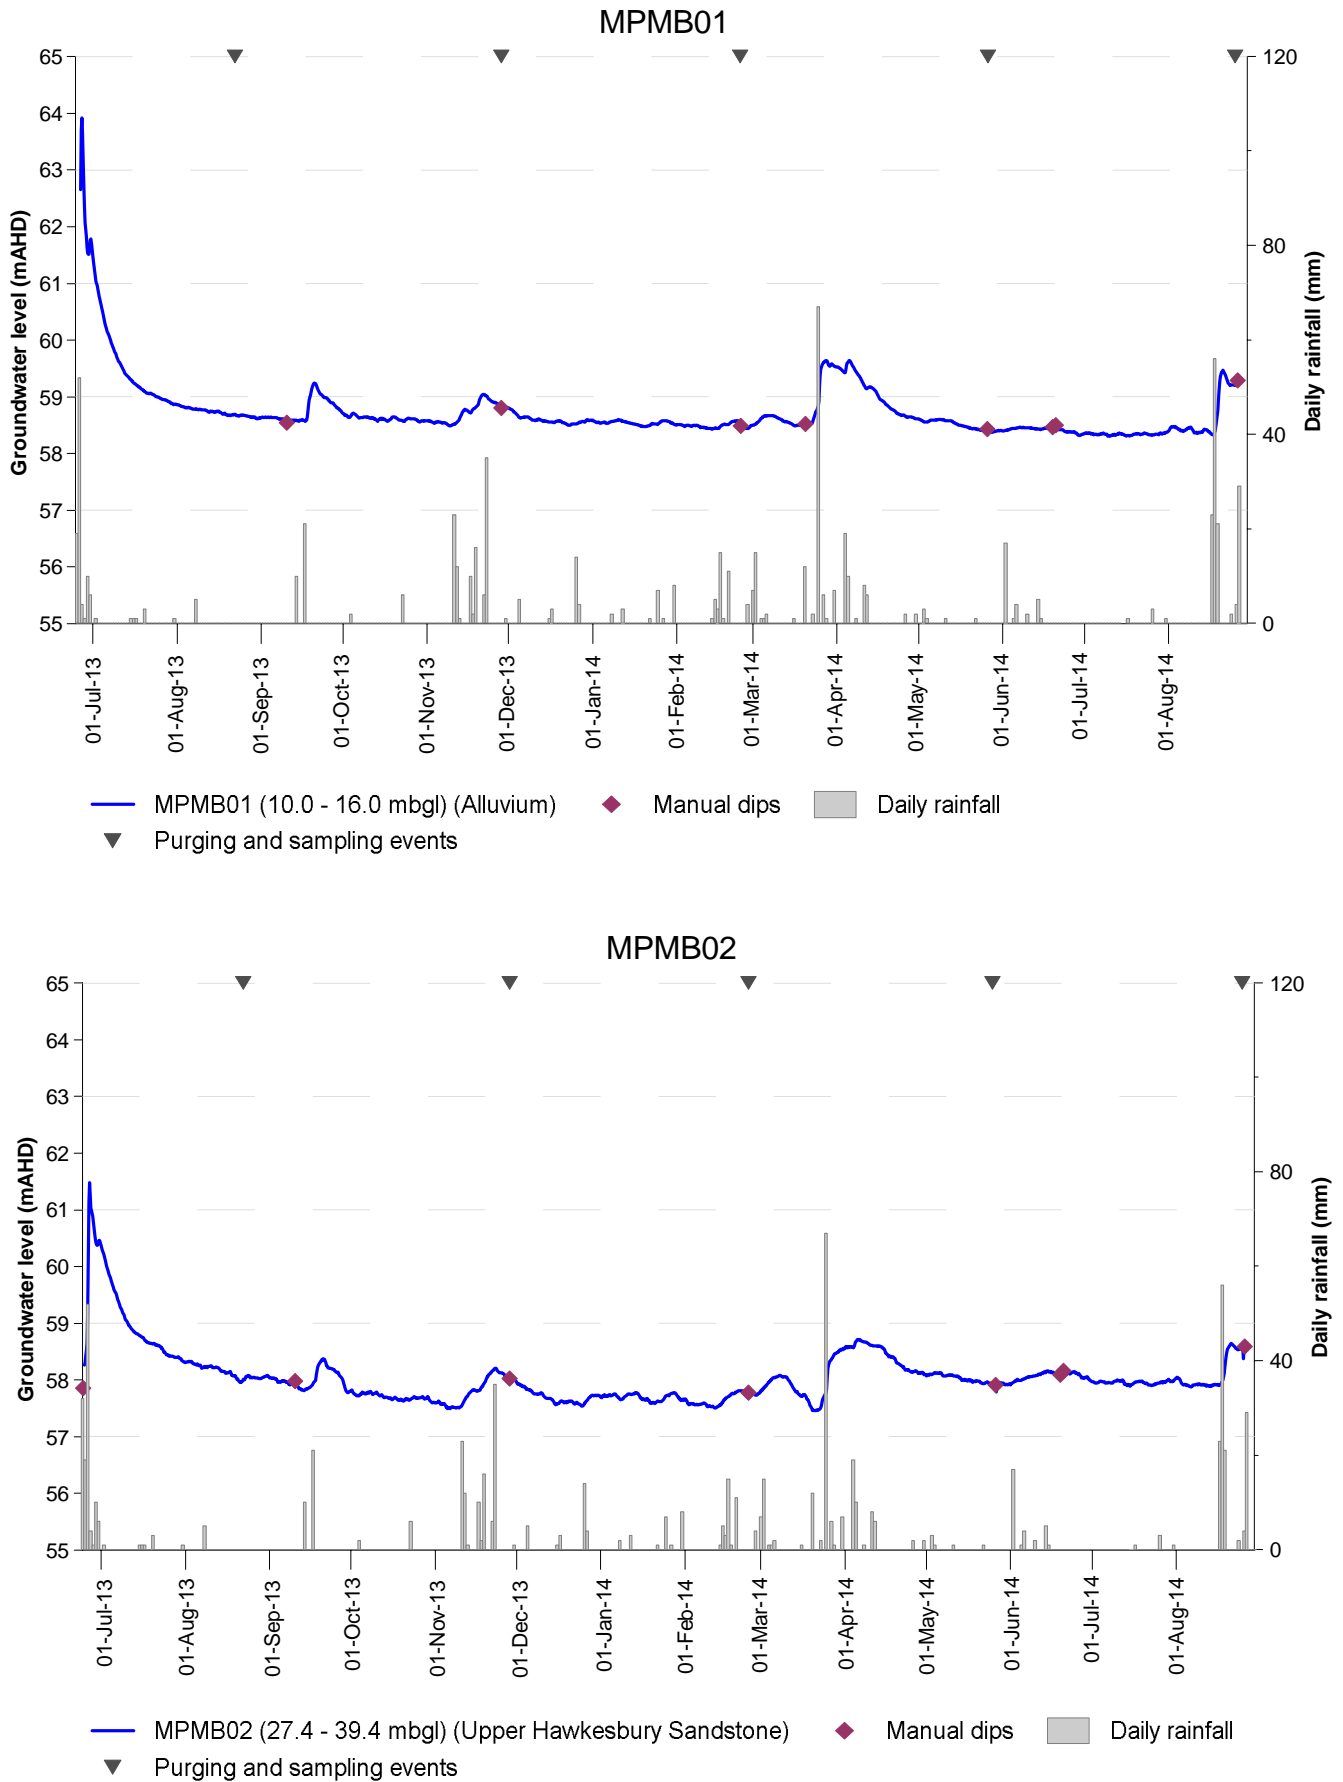 MPMB01
65
120
64
63
62
80
61
60
59
58
40
57
56
55
0
Groundwater level (mAHD)
Daily rainfall (mm)
01-Jul-13
01-Aug-13
01-Sep-13
01-Oct-13
01-Nov-13
01-Dec-13
01-Jan-14
01-Feb-14
01-Mar-14
01-Apr-14
01-May-14
01-Jun-14
01-Jul-14
01-Aug-14
MPMB01 (10.0 - 16.0 mbgl) (Alluvium) Manual dips Daily rainfall
Purging and sampling events
MPMB02
65
120
64
63
62
80
61
60
59
58
40
57
56
55
0
Groundwater level (mAHD)
Daily rainfall (mm)
01-Jul-13
01-Aug-13
01-Sep-13
01-Oct-13
01-Nov-13
01-Dec-13
01-Jan-14
01-Feb-14
01-Mar-14
01-Apr-14
01-May-14
01-Jun-14
01-Jul-14
01-Aug-14
MPMB02 (27.4 - 39.4 mbgl) (Upper Hawkesbury Sandstone) Manual dips Daily rainfall
Purging and sampling events